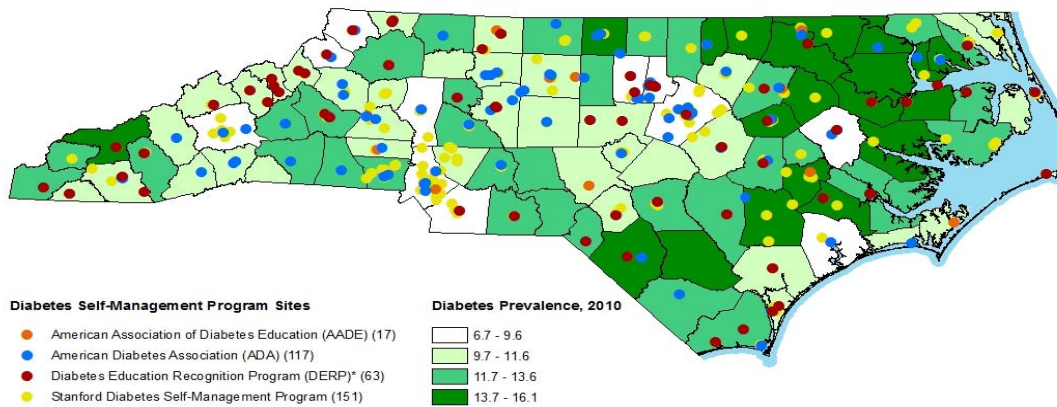 Diabetes Self-Management Program Sites
American Association of Diabetes Education (AADE) (17)
American Diabetes Association (ADA) (117)
Diabetes Education Recognition Program (DERP)* (63)
Stanford Diabetes Self-Management Program (151)
Diabetes Prevalence, 2010
6.7 - 9.6
9.7 - 11.6
11.7 - 13.6
13.7 - 16.1